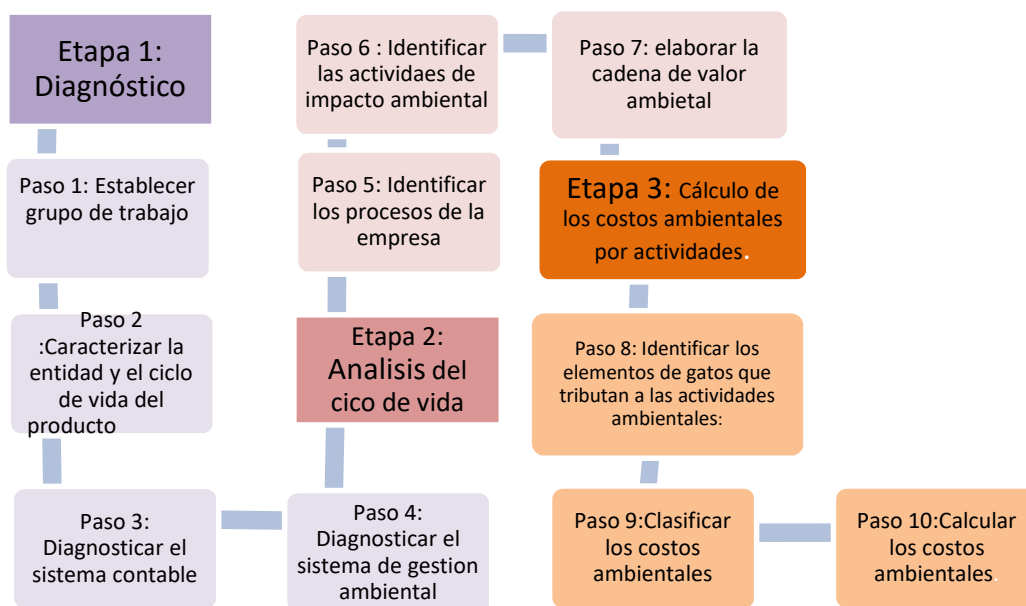 Etapa 1:
Diagnóstico
Paso 1: Establecer
grupo de trabajo
Paso 2
:Caracterizar la
entidad y el ciclo
de vida del
producto
Paso 3:
Diagnosticar el
sistema contable
Paso 4:
Diagnosticar el
sistema de gestion
ambiental
Etapa 2:
Analisis del
cico de vida
Paso 5: Identificar
los procesos de la
empresa
Paso 6 : Identificar
las actividaes de
impacto ambiental
Paso 7: elaborar la
cadena de valor
ambietal
Etapa 3: Cálculo de
los costos ambientales
por actividades.
Paso 8: Identificar los
elementos de gatos que
tributan a las actividades
ambientales:
Paso 9:Clasificar
los costos
ambientales
Paso 10:Calcular
los costos
ambientales.